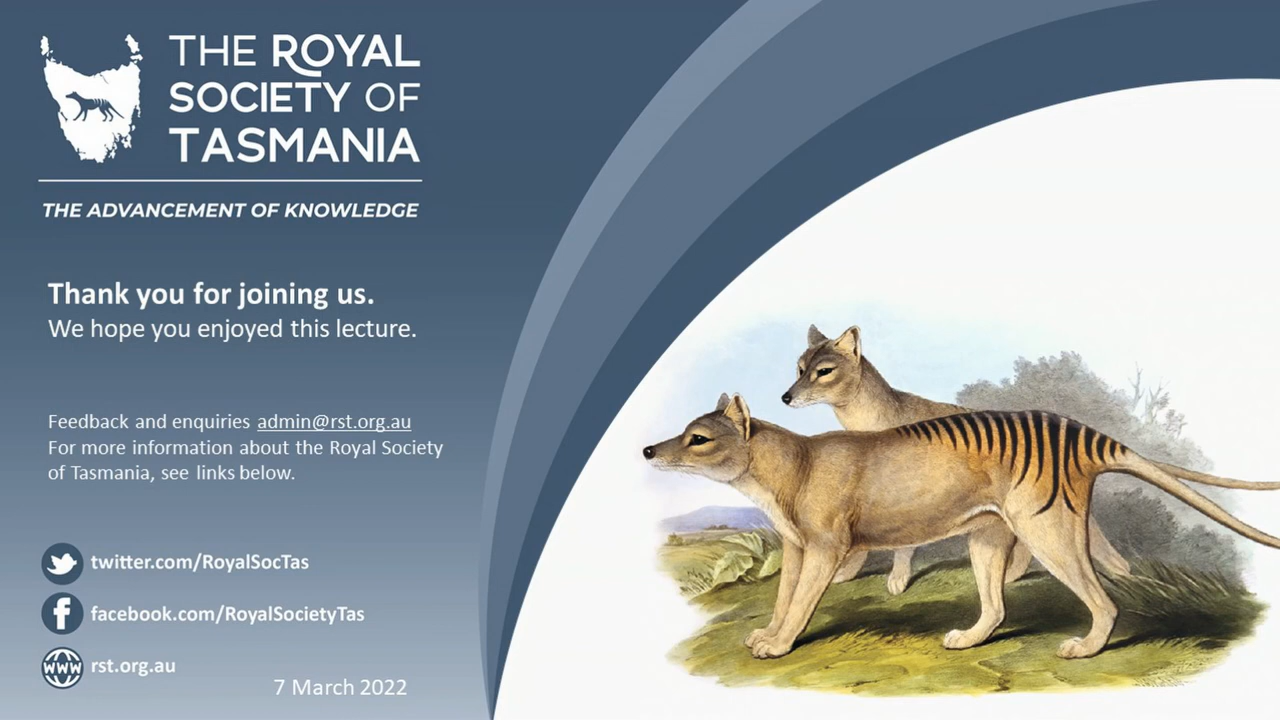 THE ROYAL
SOCIETY OF
TASMANIA
THE ADVANCEMENT OF KNOWLEDGE
Thank you for joining us.
We hope you enjoyed this lecture.
Feedback and enquiries admin@rst.org.au
For more information about the Royal Society
of Tasmania, see links below.
twitter.com/RoyalSocTas
facebook.com/RoyalSocietyTas
www rst.org.au
7 March 2022